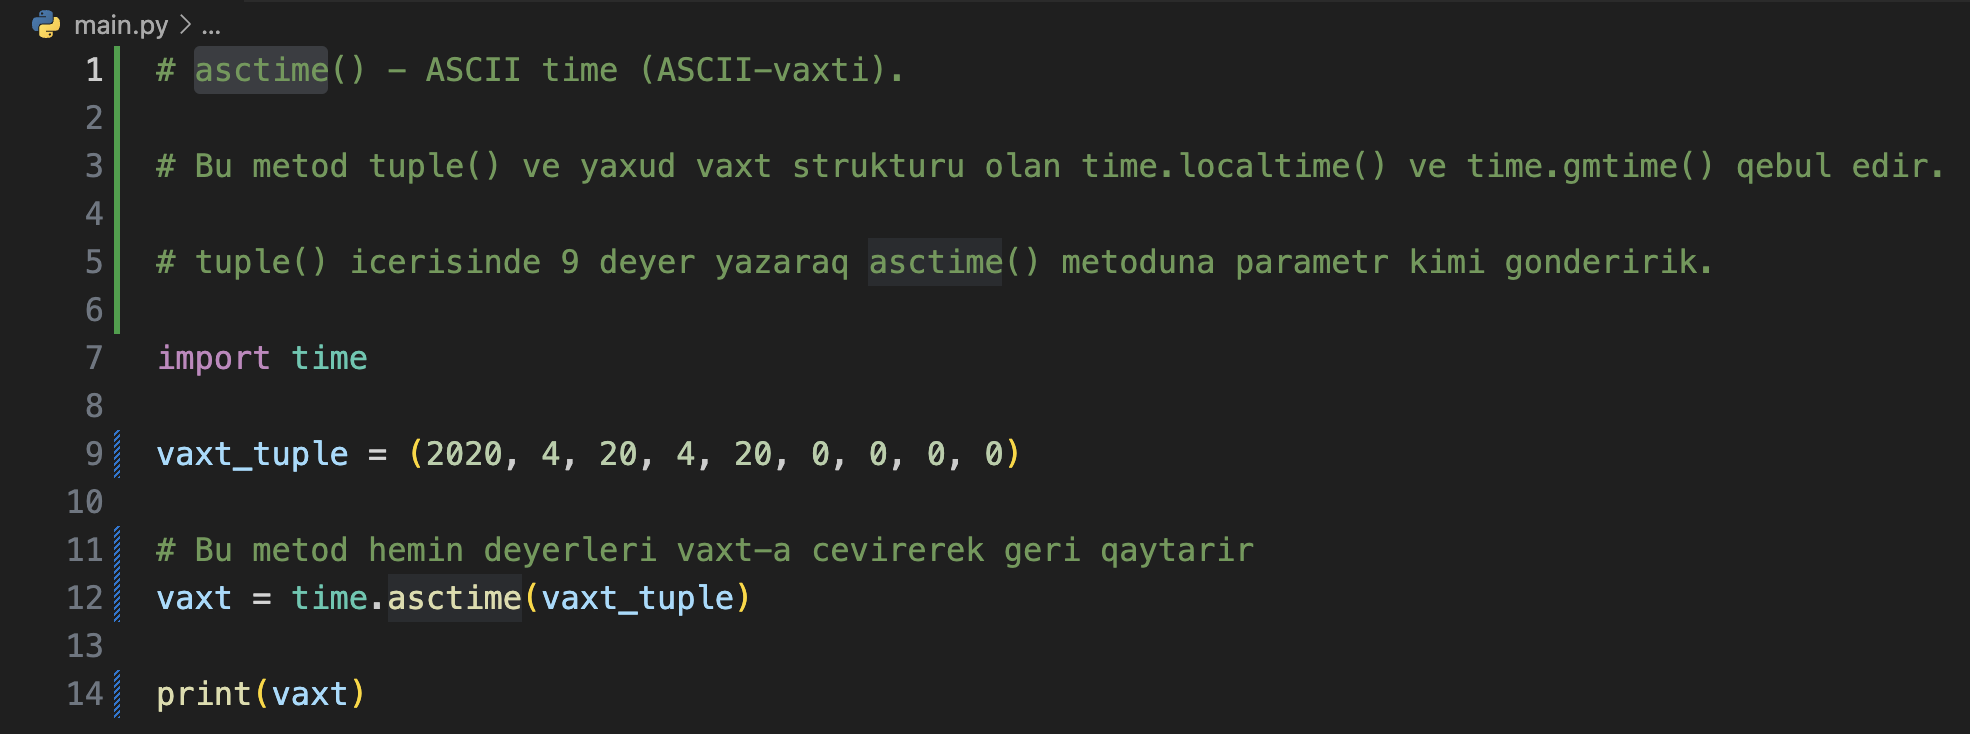 main.py > ...
1 # asctime() - ASCII time (ASCII-vaxti).
2
3 # Bu metod tuple() ve yaxud vaxt strukturu olan time.localtime() ve time.gmtime() qebul edir.
4
5 # tuple() icerisinde 9 deyer yazaraq asctime() metoduna parametr kimi gonderirik.
6
7 import time
8
9 vaxt_tuple = (2020, 4, 20, 4, 20, 0, 0, 0, 0)
10
11 # Bu metod hemin deyerleri vaxt-a cevirerek geri qaytarir
12 vaxt = time.asctime(vaxt_tuple)
13
14 print(vaxt)